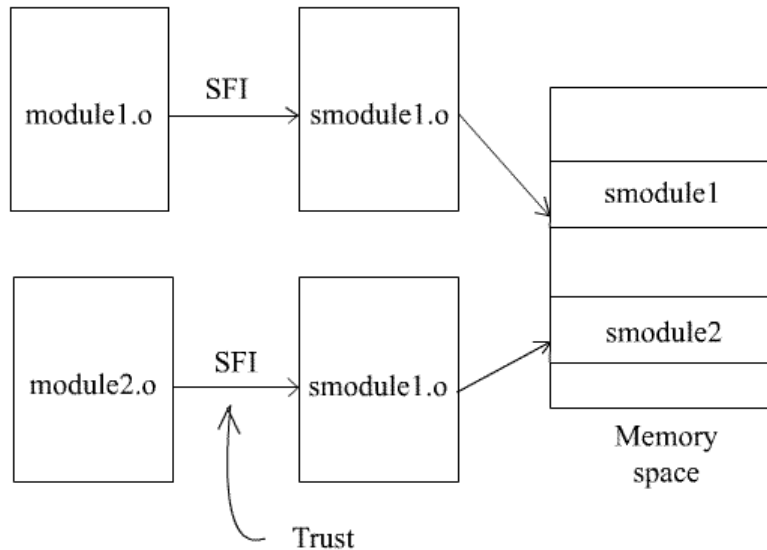 module1.o
SFI
smodule1.o
smodule1
module2.o
SFI
smodule1.o
smodule2
Memory
space
Trust